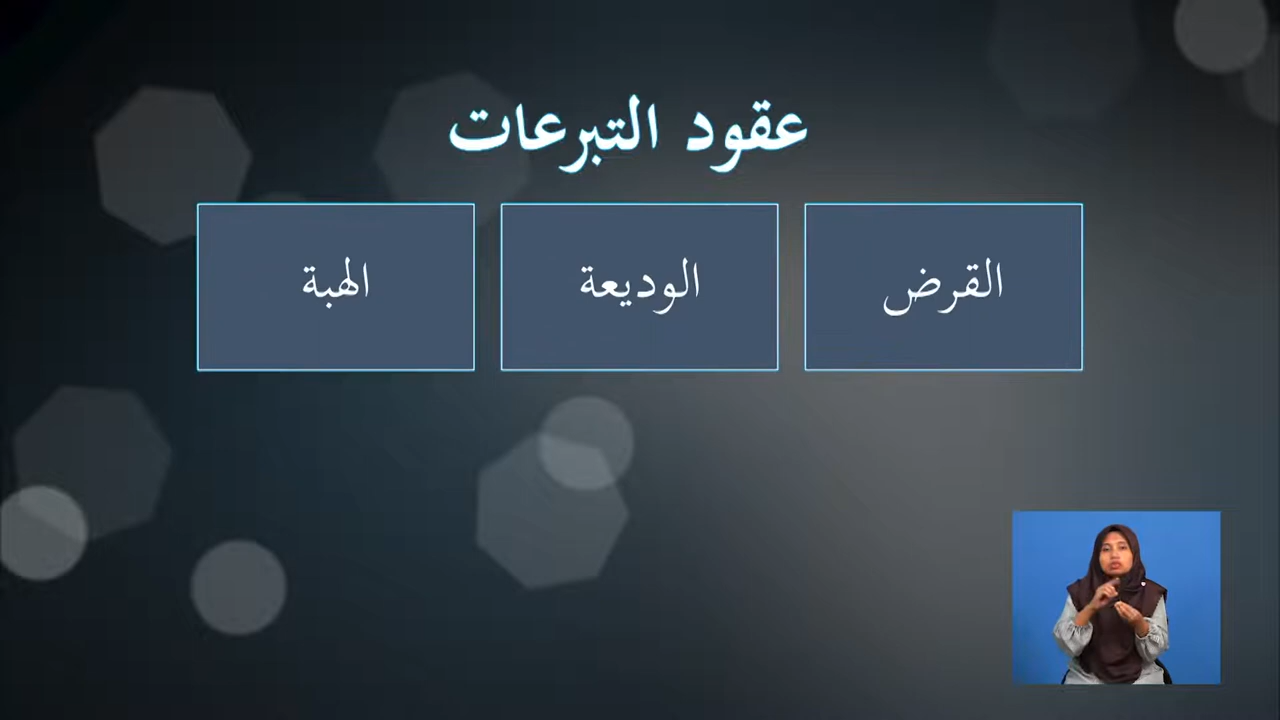 عقود التبرعات
القرض
الوديعة
الهبة